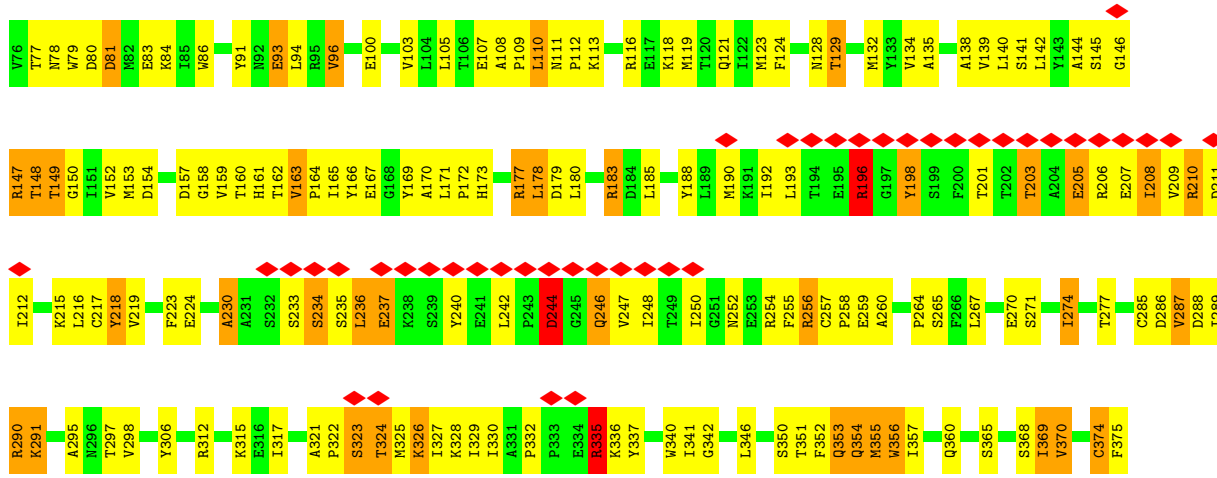 V76 T77 N78 W79 D80 D81 M82 E83 K84 I85 W86 Y91 N92 E93 L94 R95 V96 E100 V103 L104 L105 T106 E107 A108 P109 L110 N111 P112 K113 R116 E117 K118 M119 T120 Q121 I122 M123 F124 N128 T129 M132 Y133 V134 A135 A138 V139 L140 S141 L142 Y143 A144 S145 G146
R147 T148 T149 G150 I151 V152 M153 D154 D157 G158 V159 T160 H161 T162 V163 P164 I165 Y166 E167 G168 Y169 A170 L171 P172 H173 R177 L178 D179 L180 R183 D184 L185 Y188 L189 M190 K191 I192 L193 T194 E195 R196 G197 Y198 S199 F200 T201 T202 T203 A204 E205 R206 E207 I208 V209 R210 D211
I212 K215 L216 C217 Y218 V219 F223 E224 A230 A231 S232 S233 S234 S235 L236 E237 K238 S239 Y240 E241 L242 P243 D244 G245 Q246 V247 I248 T249 I250 G251 N252 E253 R254 F255 R256 C257 P258 E259 A260 P264 S265 F266 L267 E270 S271 I274 T277 C285 D286 V287 D288 I289
R290 K291 A295 N296 T297 V298 Y306 R312 K315 E316 I317 A321 P322 S323 T324 M325 K326 I327 K328 I329 I330 A331 P332 P333 E334 R335 K336 Y337 W340 I341 G342 L346 S350 T351 F352 Q353 Q354 M355 W356 I357 Q360 S365 S368 I369 V370 C374 F375